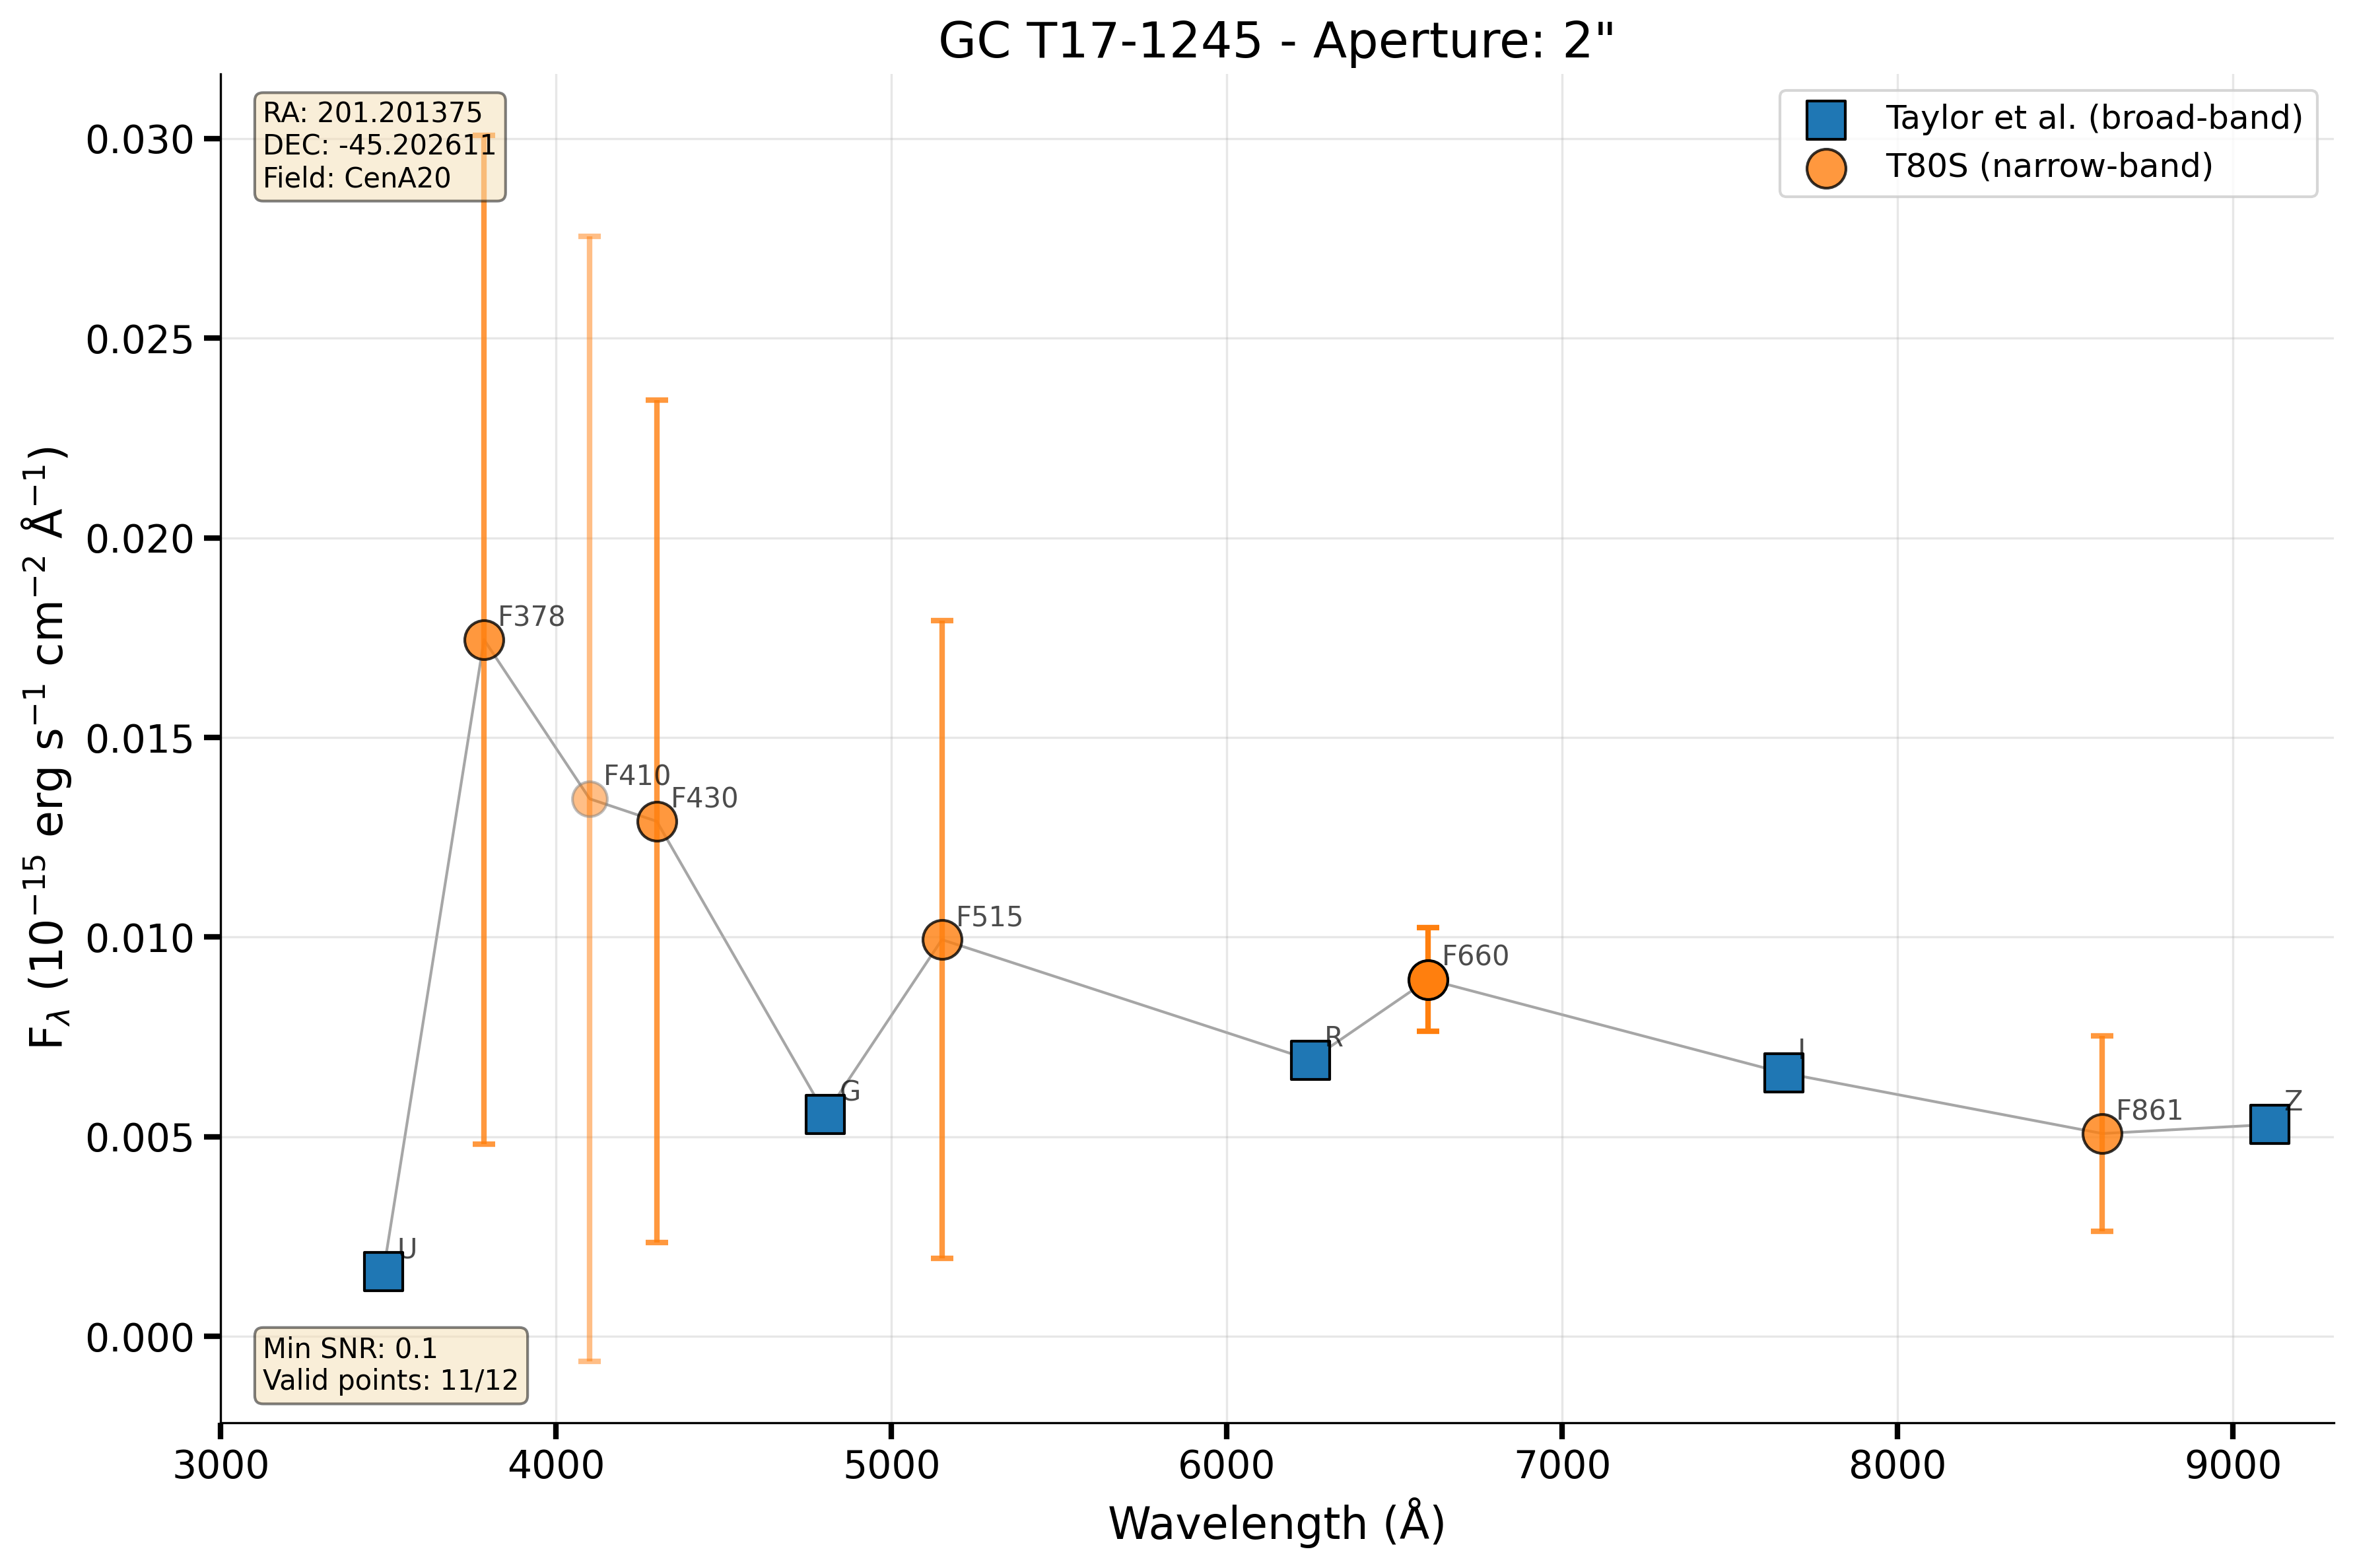 GC T17-1245 - Aperture: 2"
RA: 201.201375
DEC: -45.202611
Field: CenA20
Taylor et al. (broad-band)
T80S (narrow-band)
0.030
0.025
0.020
0.015
0.010
0.005
0.000
F$_{λ}$ (10$^{−15}$ erg s$^{−1}$ cm$^{−2}$ Å$^{−1}$)
F378
F410
F430
F515
F660
R
I
G
F861
Z
U
Min SNR: 0.1
Valid points: 11/12
3000 4000 5000 6000 7000 8000 9000
Wavelength (Å)